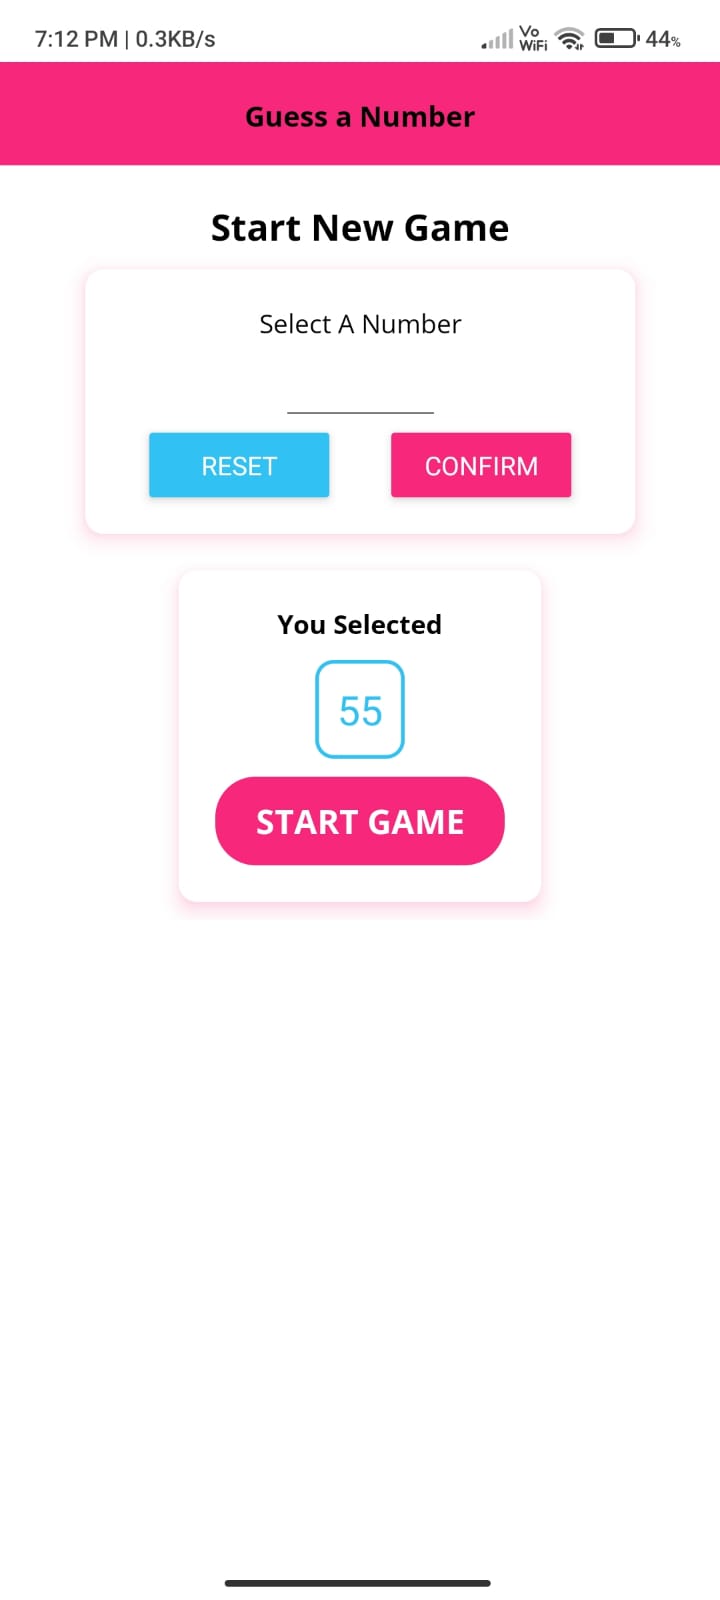 7:12 PM | 0.3KB/s Vo WiFi 44%
Guess a Number
Start New Game
Select A Number
RESET CONFIRM
You Selected
55
START GAME